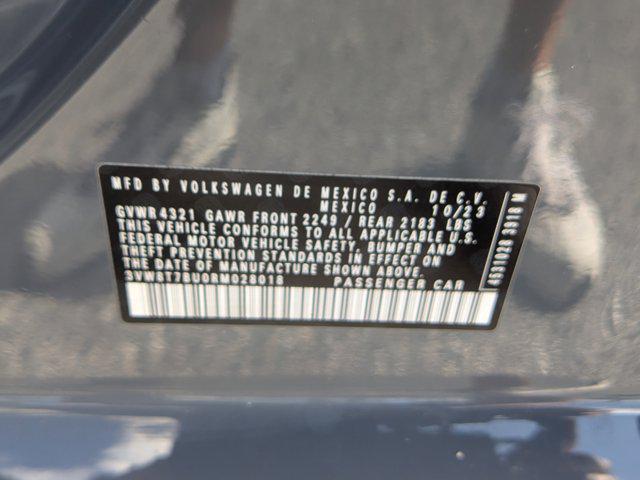 MFD BY VOLKSWAGEN DE MEXICO S.A. DE C.V.
MEXICO 10/23
GVWR4321 GAWR FRONT 2249 / REAR 2183 LBS
THIS VEHICLE CONFORMS TO ALL APPLICABLE U.S.
FEDERAL MOTOR VEHICLE SAFETY, BUMPER AND
THEFT PREVENTION STANDARDS IN EFFECT ON
THE DATE OF MANUFACTURE SHOWN ABOVE.
3VWRT7BU0RM028018 PASSENGER CAR